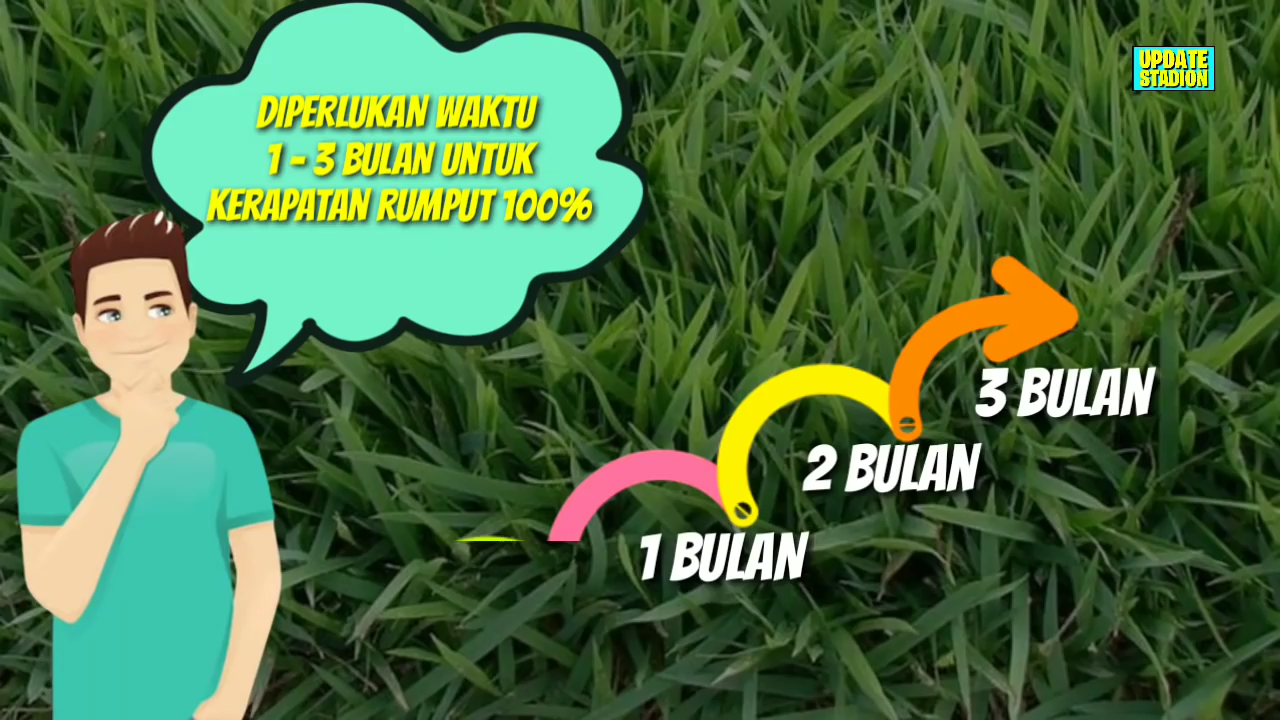 UPDATE
STADION
DIPERLUKAN WAKTU
1 - 3 BULAN UNTUK
KERAPATAN RUMPUT 100%
3 BULAN
2 BULAN
1 BULAN